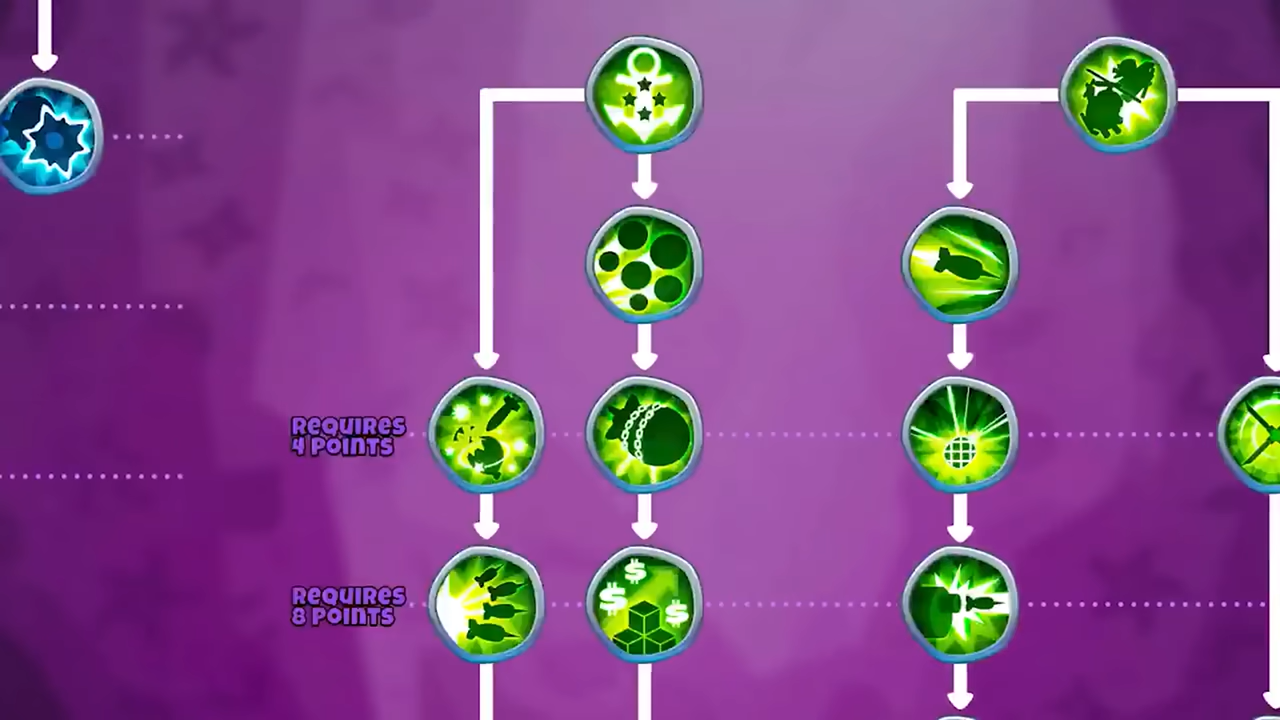 REQUIRES
4 POINTS
$
$
$
REQUIRES
8 POINTS